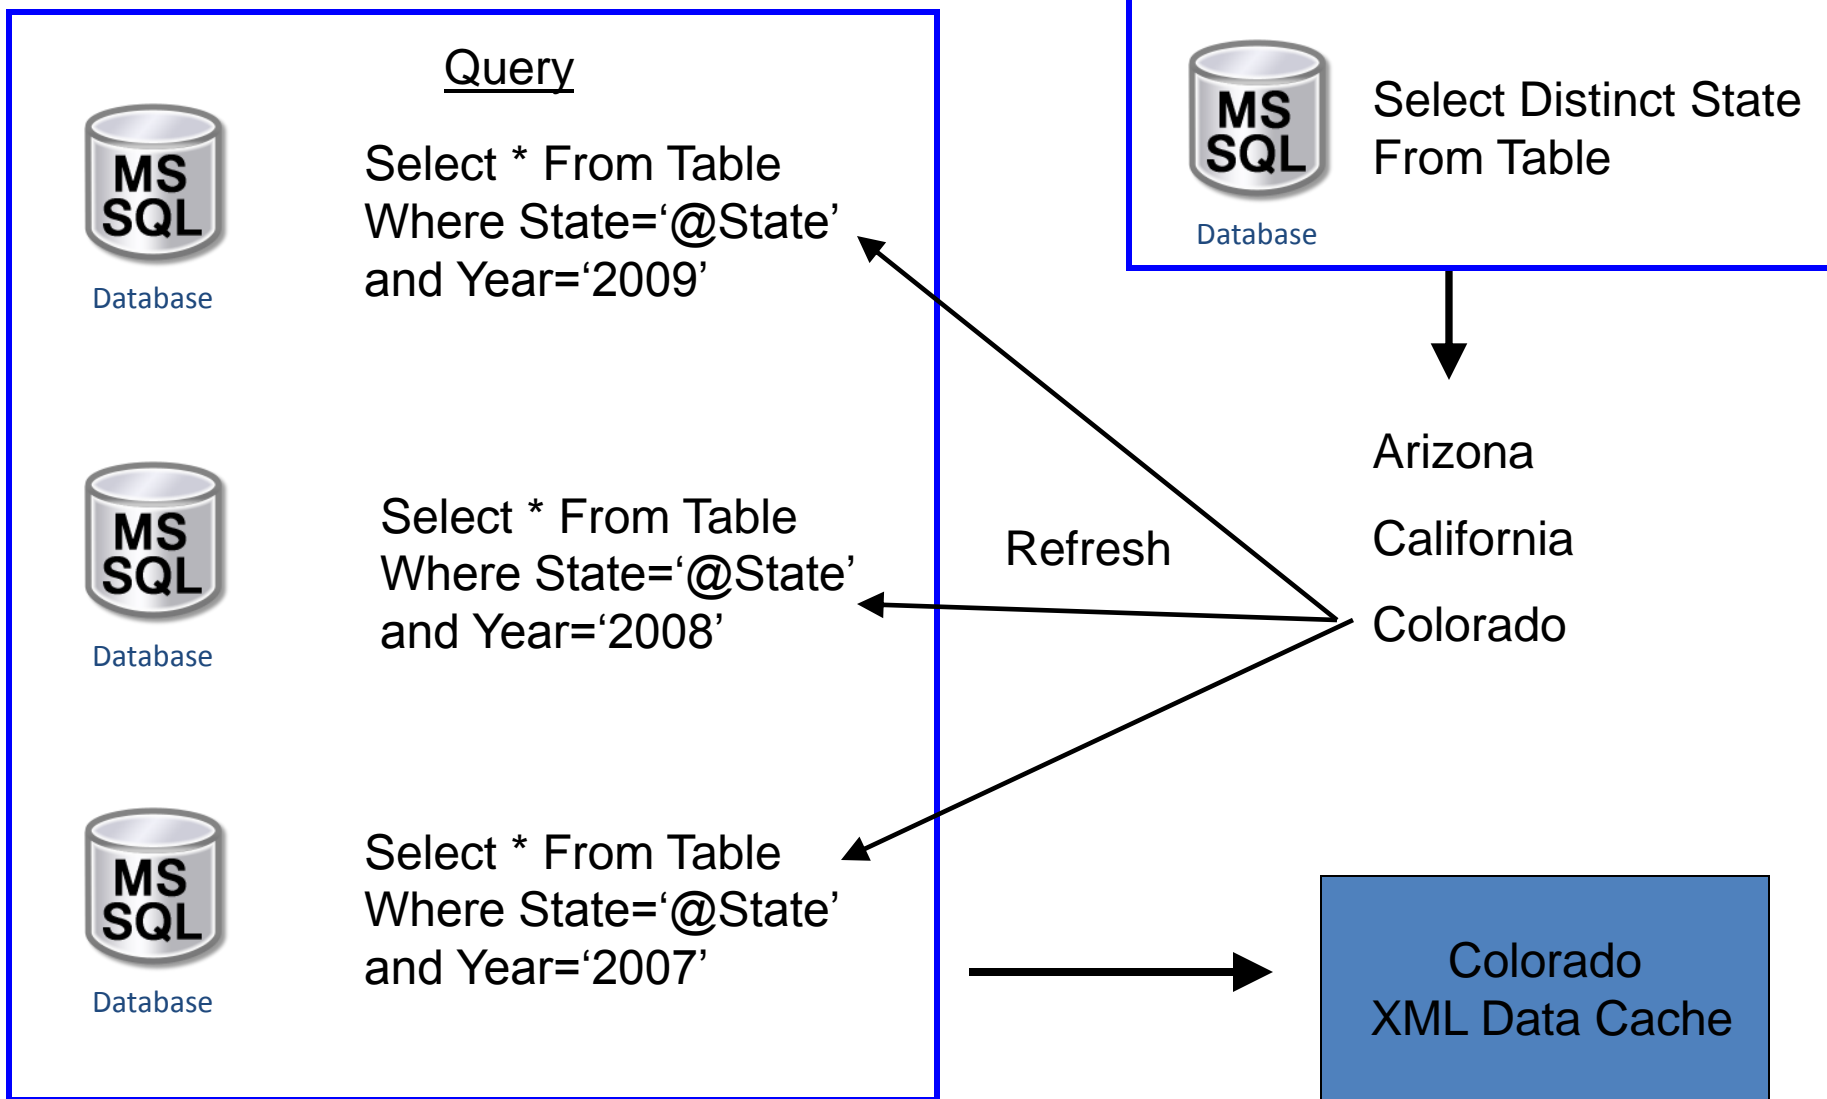 Query
MS
SQL
Database
Select * From Table
Where State=‘@State’
and Year=‘2009’
MS
SQL
Database
Select * From Table
Where State=‘@State’
and Year=‘2008’
MS
SQL
Database
Select * From Table
Where State=‘@State’
and Year=‘2007’
Refresh
MS
SQL
Database
Select Distinct State
From Table
Arizona
California
Colorado
Colorado
XML Data Cache